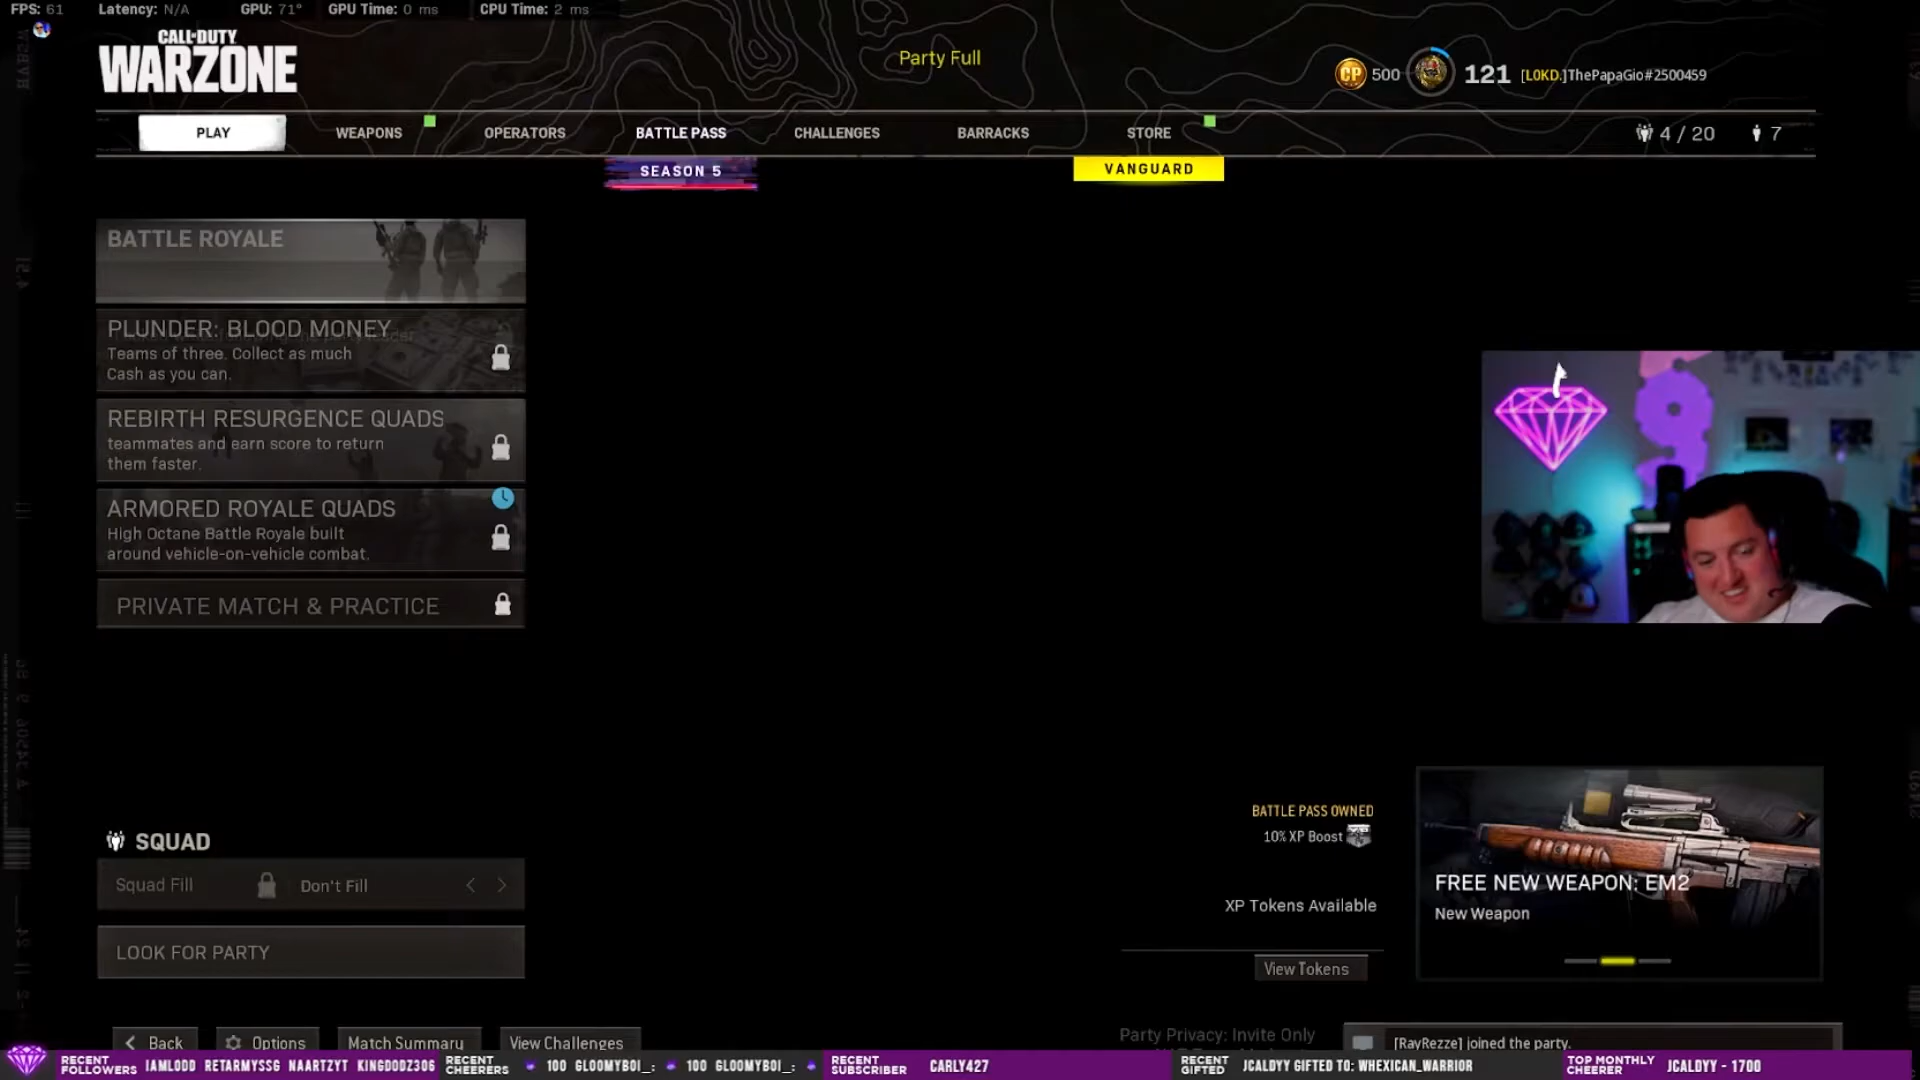 FPS: 61 Latency: N/A GPU: 71° GPU Time: 0 ms CPU Time: 2 ms
CALL OF DUTY
WARZONE
Party Full
CP 500 121 [L0KD.]ThePapaGio#2500459
PLAY WEAPONS OPERATORS BATTLE PASS CHALLENGES BARRACKS STORE 4 / 20 7
SEASON 5 VANGUARD
BATTLE ROYALE
PLUNDER: BLOOD MONEY
Teams of three. Collect as much
Cash as you can.
REBIRTH RESURGENCE QUADS
teammates and earn score to return
them faster.
ARMORED ROYALE QUADS
High Octane Battle Royale built
around vehicle-on-vehicle combat.
PRIVATE MATCH & PRACTICE
SQUAD
Squad Fill Don't Fill
LOOK FOR PARTY
BATTLE PASS OWNED
10% XP Boost
XP Tokens Available
View Tokens
FREE NEW WEAPON: EM2
New Weapon
Back Options Match Summary View Challenges
Party Privacy: Invite Only
[RayRezze] joined the party.
RECENT FOLLOWERS IAMLODD RETARMYSSG NAARTZYT KINGDODZ306 RECENT CHEERERS 100 GLOOMYBOI_: 100 GLOOMYBOI_: RECENT SUBSCRIBER CARLY427 RECENT GIFTED JCALDYY GIFTED TO: WHEXICAN_WARRIOR TOP MONTHLY CHEERER JCALDYY - 1700